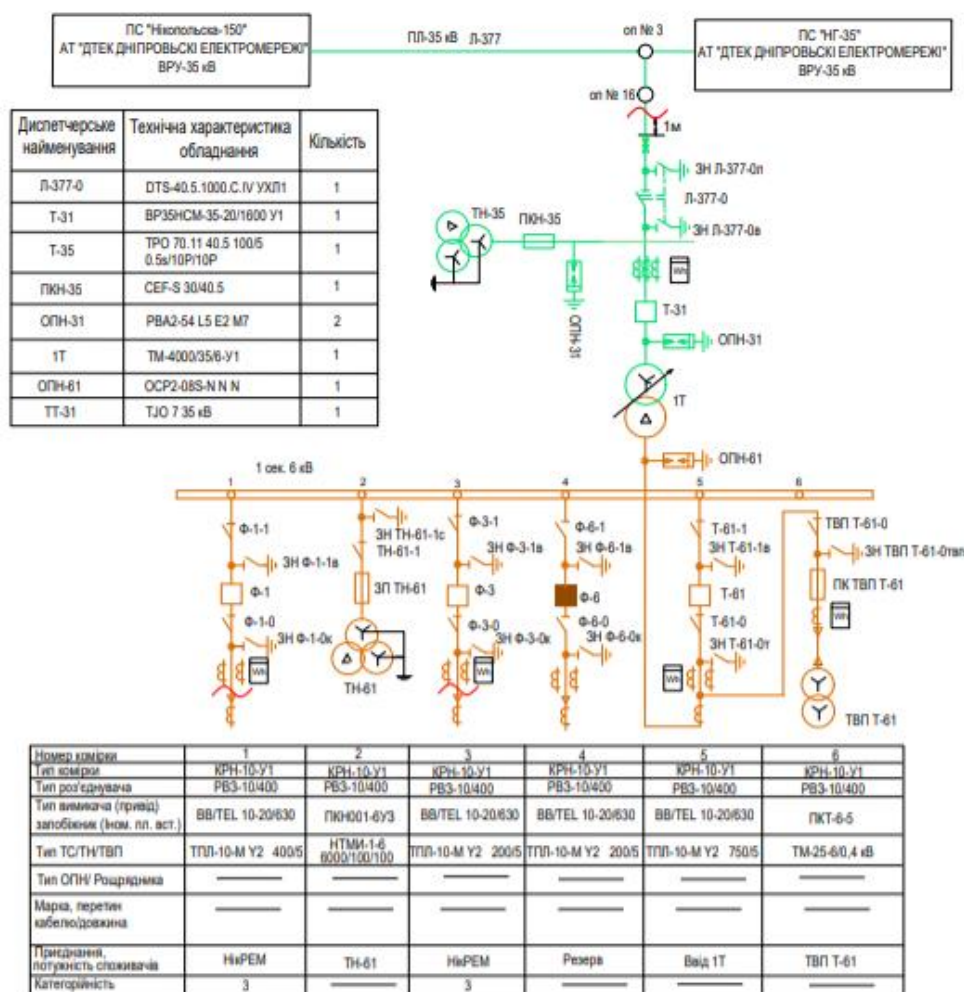 ПС "Нікопольска-150"
АТ "ДТЕК ДНІПРОВЬСКІ ЕЛЕКТРОМЕРЕЖІ"
ВРУ-35 кВ
ПЛ-35 кВ Л-377
оп № 3
ПС "НГ-35"
АТ "ДТЕК ДНІПРОВЬСКІ ЕЛЕКТРОМЕРЕЖІ"
ВРУ-35 кВ
оп № 16
1м
Диспетчерське найменування Технічна характеристика обладнання Кількість
Л-377-0 DTS-40.5.1000.C.IV УХЛ1 1
Т-31 ВР35НСМ-35-20/1600 У1 1
Т-35 ТРО 70.11 40.5 100/5 0.5s/10P/10P 1
ПКН-35 CEF-S 30/40.5 1
ОПН-31 PBA2-54 L5 E2 M7 2
1Т ТМ-4000/35/6-У1 1
ОПН-61 OCP2-08S-N N N 1
ТТ-31 TJO 7 35 кВ 1
ЗН Л-377-0л
Л-377-0
ЗН Л-377-0в
ТН-35
ПКН-35
Wh
ОПН-31
Т-31
ОПН-31
1Т
ОПН-61
1 сек. 6 кВ
1 2 3 4 5 6
Ф-1-1
ЗН Ф-1-1в
Ф-1
Ф-1-0
ЗН Ф-1-0к
Wh
ЗН ТН-61-1с
ТН-61-1
ЗП ТН-61
ТН-61
Ф-3-1
ЗН Ф-3-1в
Ф-3
Ф-3-0
ЗН Ф-3-0к
Wh
Ф-6-1
ЗН Ф-6-1в
Ф-6
Ф-6-0
ЗН Ф-6-0к
Т-61-1
ЗН Т-61-1в
Т-61
Т-61-0
ЗН Т-61-0т
Wh
ТВП Т-61-0
ЗН ТВП Т-61-0твп
ПК ТВП Т-61
Wh
ТВП Т-61
Номер комірки 1 2 3 4 5 6
Тип комірки КРН-10-У1 КРН-10-У1 КРН-10-У1 КРН-10-У1 КРН-10-У1 КРН-10-У1
Тип роз'єднувача РВЗ-10/400 РВЗ-10/400 РВЗ-10/400 РВЗ-10/400 РВЗ-10/400 РВЗ-10/400
Тип вимикача (привід)
запобіжник (Іном. пл. вст.) BB/TEL 10-20/630 ПКН001-6У3 BB/TEL 10-20/630 BB/TEL 10-20/630 BB/TEL 10-20/630 ПКТ-6-5
Тип ТС/ТН/ТВП ТПЛ-10-М У2 400/5 НТМИ-1-6 6000/100/100 ТПЛ-10-М У2 200/5 ТПЛ-10-М У2 200/5 ТПЛ-10-М У2 750/5 ТМ-25-6/0,4 кВ
Тип ОПН/ Рощрядника
Марка, перетин
кабелю/довжина
Приєднання,
потужність споживачів НікРЕМ ТН-61 НікРЕМ Резерв Ввід 1Т ТВП Т-61
Категорійність 3 3